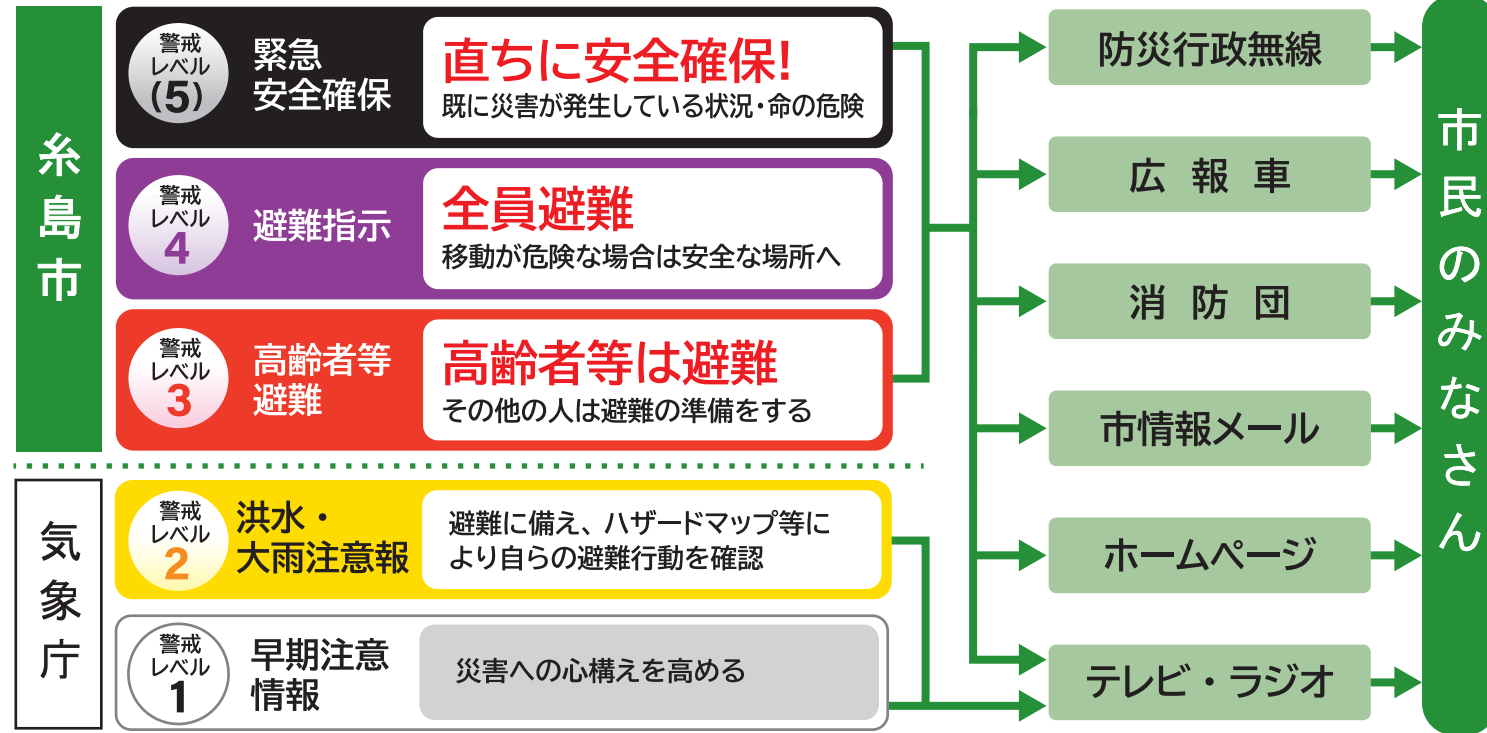 糸島市
警戒
レベル
(5)
緊急
安全確保
直ちに安全確保!
既に災害が発生している状況・命の危険
警戒
レベル
4
避難指示
全員避難
移動が危険な場合は安全な場所へ
警戒
レベル
3
高齢者等
避難
高齢者等は避難
その他の人は避難の準備をする
気象庁
警戒
レベル
2
洪水・
大雨注意報
避難に備え、ハザードマップ等に
より自らの避難行動を確認
警戒
レベル
1
早期注意
情報
災害への心構えを高める
防災行政無線
広報車
消防団
市情報メール
ホームページ
テレビ・ラジオ
市民のみなさん